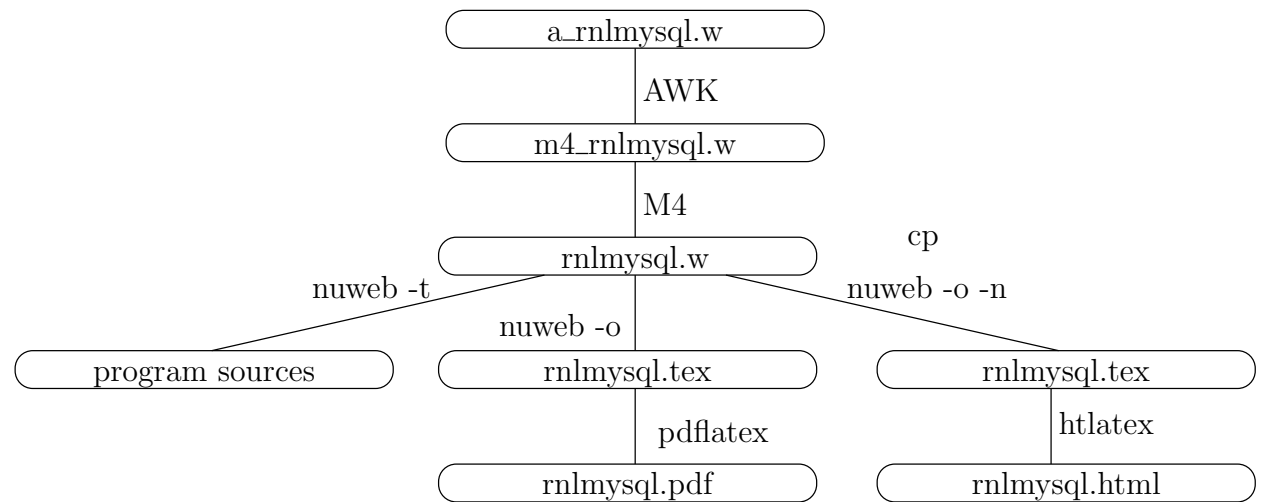 a_rnlmysql.w
AWK
m4_rnlmysql.w
M4
cp
rnlmysql.w
nuweb -t
nuweb -o -n
nuweb -o
program sources
rnlmysql.tex
rnlmysql.tex
pdflatex
htlatex
rnlmysql.pdf
rnlmysql.html